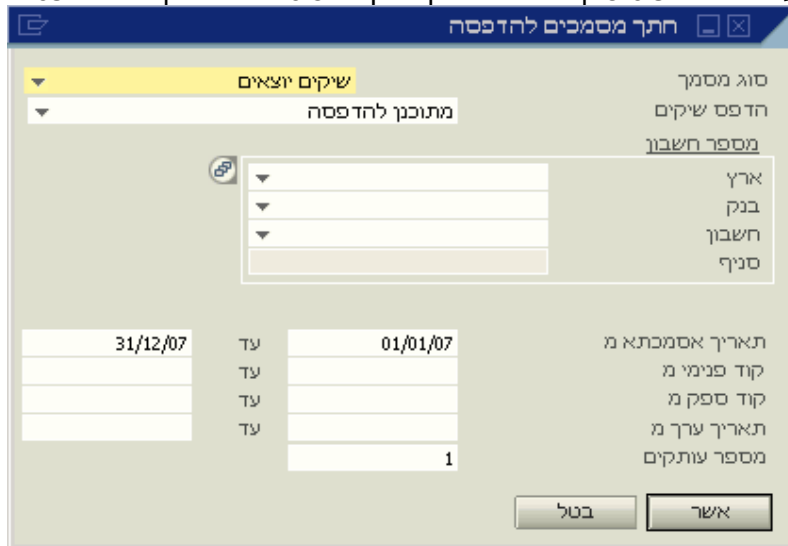 חתך מסמכים להדפסה
סוג מסמך שיקים יוצאים
הדפס שיקים מתוכנן להדפסה
מספר חשבון
ארץ
בנק
חשבון
סניף
תאריך אסמכתא מ 01/01/07 עד 31/12/07
קוד פנימי מ עד
קוד ספק מ עד
תאריך ערך מ עד
מספר עותקים 1
אשר בטל